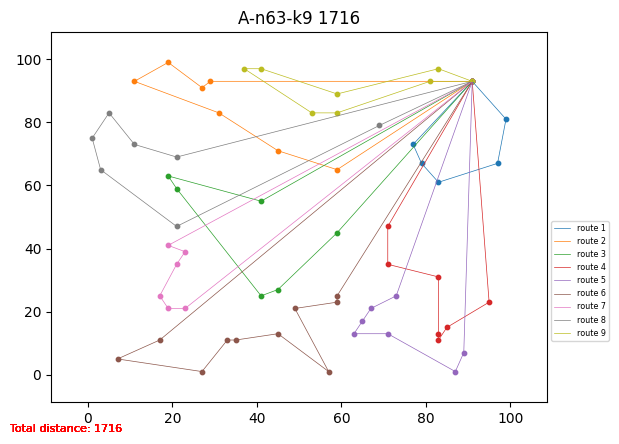 A-n63-k9 1716
100
80
60
40
20
0
0 20 40 60 80 100
route 1
route 2
route 3
route 4
route 5
route 6
route 7
route 8
route 9
Total distance: 1716